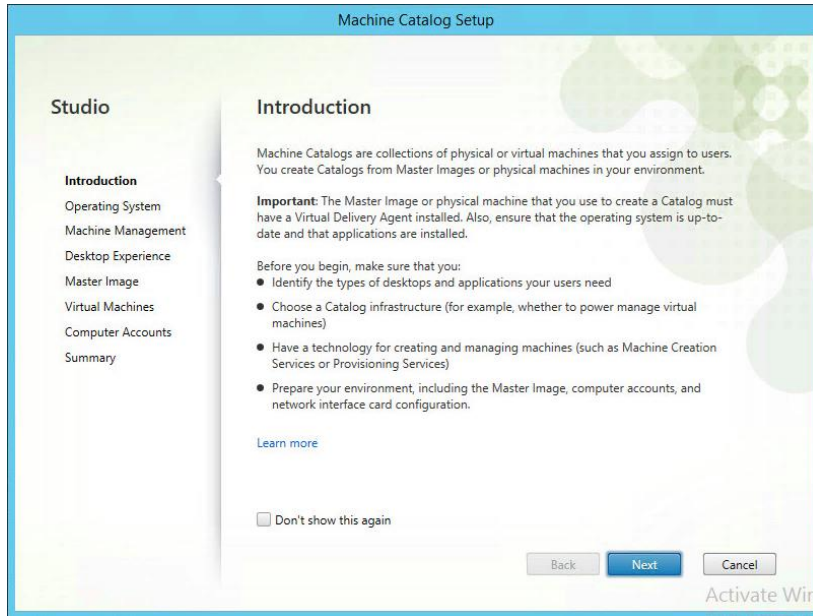 Machine Catalog Setup
Studio
Introduction
Operating System
Machine Management
Desktop Experience
Master Image
Virtual Machines
Computer Accounts
Summary
Introduction
Machine Catalogs are collections of physical or virtual machines that you assign to users.
You create Catalogs from Master Images or physical machines in your environment.
Important: The Master Image or physical machine that you use to create a Catalog must
have a Virtual Delivery Agent installed. Also, ensure that the operating system is up-to-
date and that applications are installed.
Before you begin, make sure that you:
● Identify the types of desktops and applications your users need
● Choose a Catalog infrastructure (for example, whether to power manage virtual
machines)
● Have a technology for creating and managing machines (such as Machine Creation
Services or Provisioning Services)
● Prepare your environment, including the Master Image, computer accounts, and
network interface card configuration.
Learn more
Don't show this again
Back Next Cancel
Activate Wi